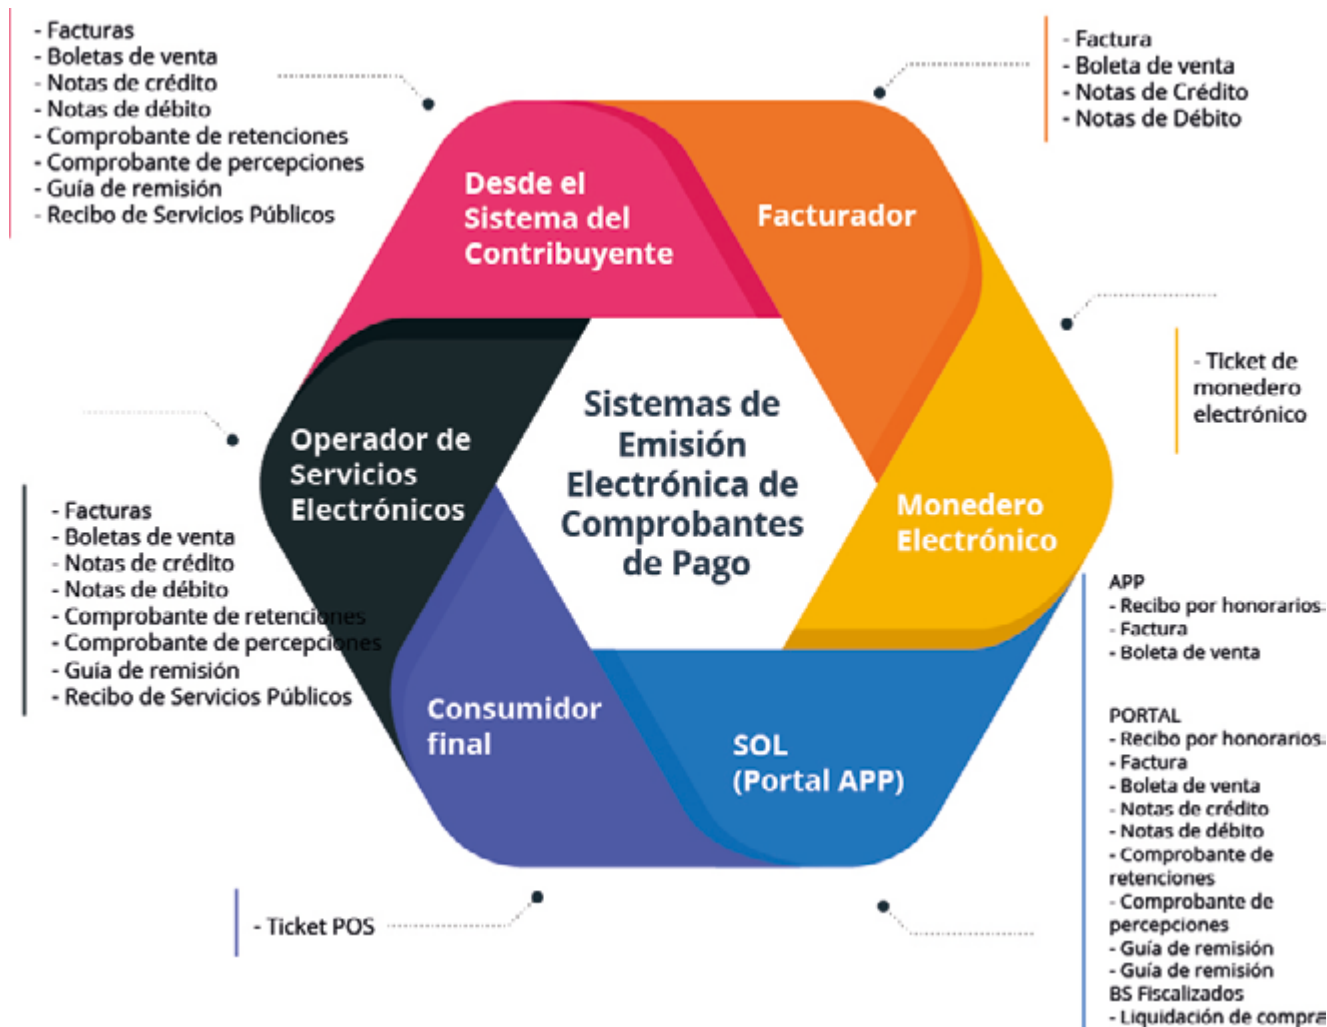 - Facturas
- Boletas de venta
- Notas de crédito
- Notas de débito
- Comprobante de retenciones
- Comprobante de percepciones
- Guía de remisión
- Recibo de Servicios Públicos
- Factura
- Boleta de venta
- Notas de Crédito
- Notas de Débito
Desde el
Sistema del
Contribuyente
Facturador
- Ticket de
monedero
electrónico
Sistemas de
Emisión
Electrónica de
Comprobantes
de Pago
Operador de
Servicios
Electrónicos
Monedero
Electrónico
- Facturas
- Boletas de venta
- Notas de crédito
- Notas de débito
- Comprobante de retenciones
- Comprobante de percepciones
- Guía de remisión
- Recibo de Servicios Públicos
Consumidor
final
SOL
(Portal APP)
APP
- Recibo por honorarios
- Factura
- Boleta de venta
PORTAL
- Recibo por honorarios
- Factura
- Boleta de venta
- Notas de crédito
- Notas de débito
- Comprobante de
retenciones
- Comprobante de
percepciones
- Guía de remisión
- Guía de remisión
BS Fiscalizados
- Liquidación de compra
- Ticket POS